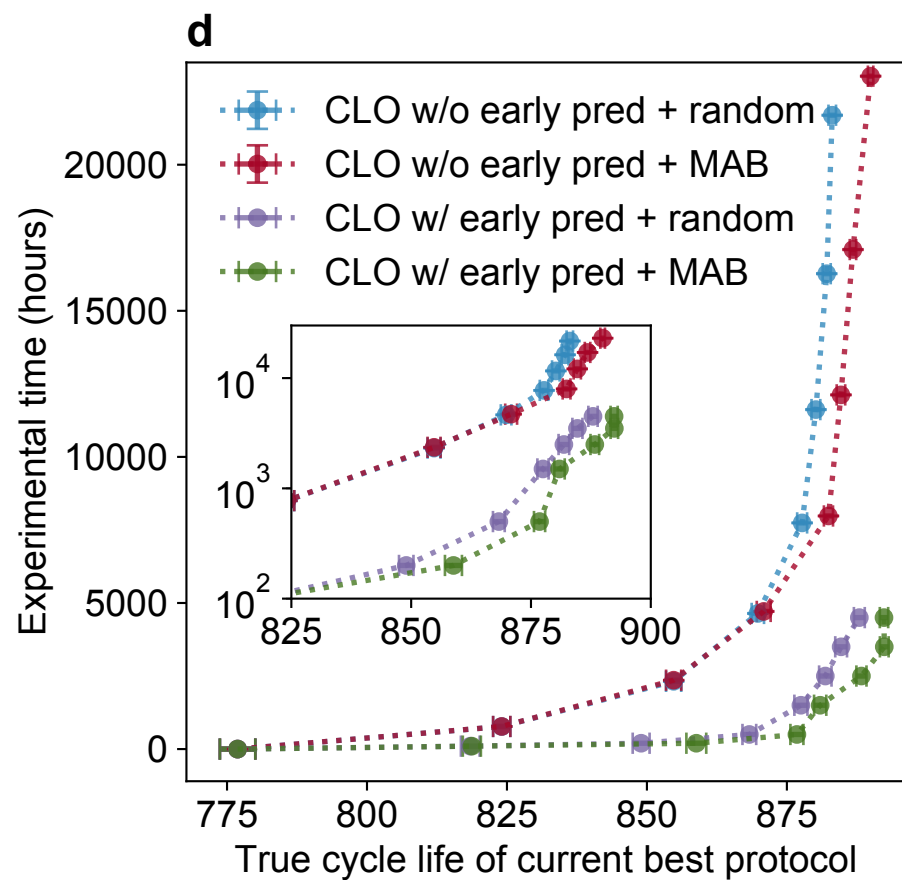 d
CLO w/o early pred + random
CLO w/o early pred + MAB
CLO w/ early pred + random
CLO w/ early pred + MAB
Experimental time (hours)
20000
15000
10000
5000
0
10^4
10^3
10^2
825 850 875 900
775 800 825 850 875
True cycle life of current best protocol